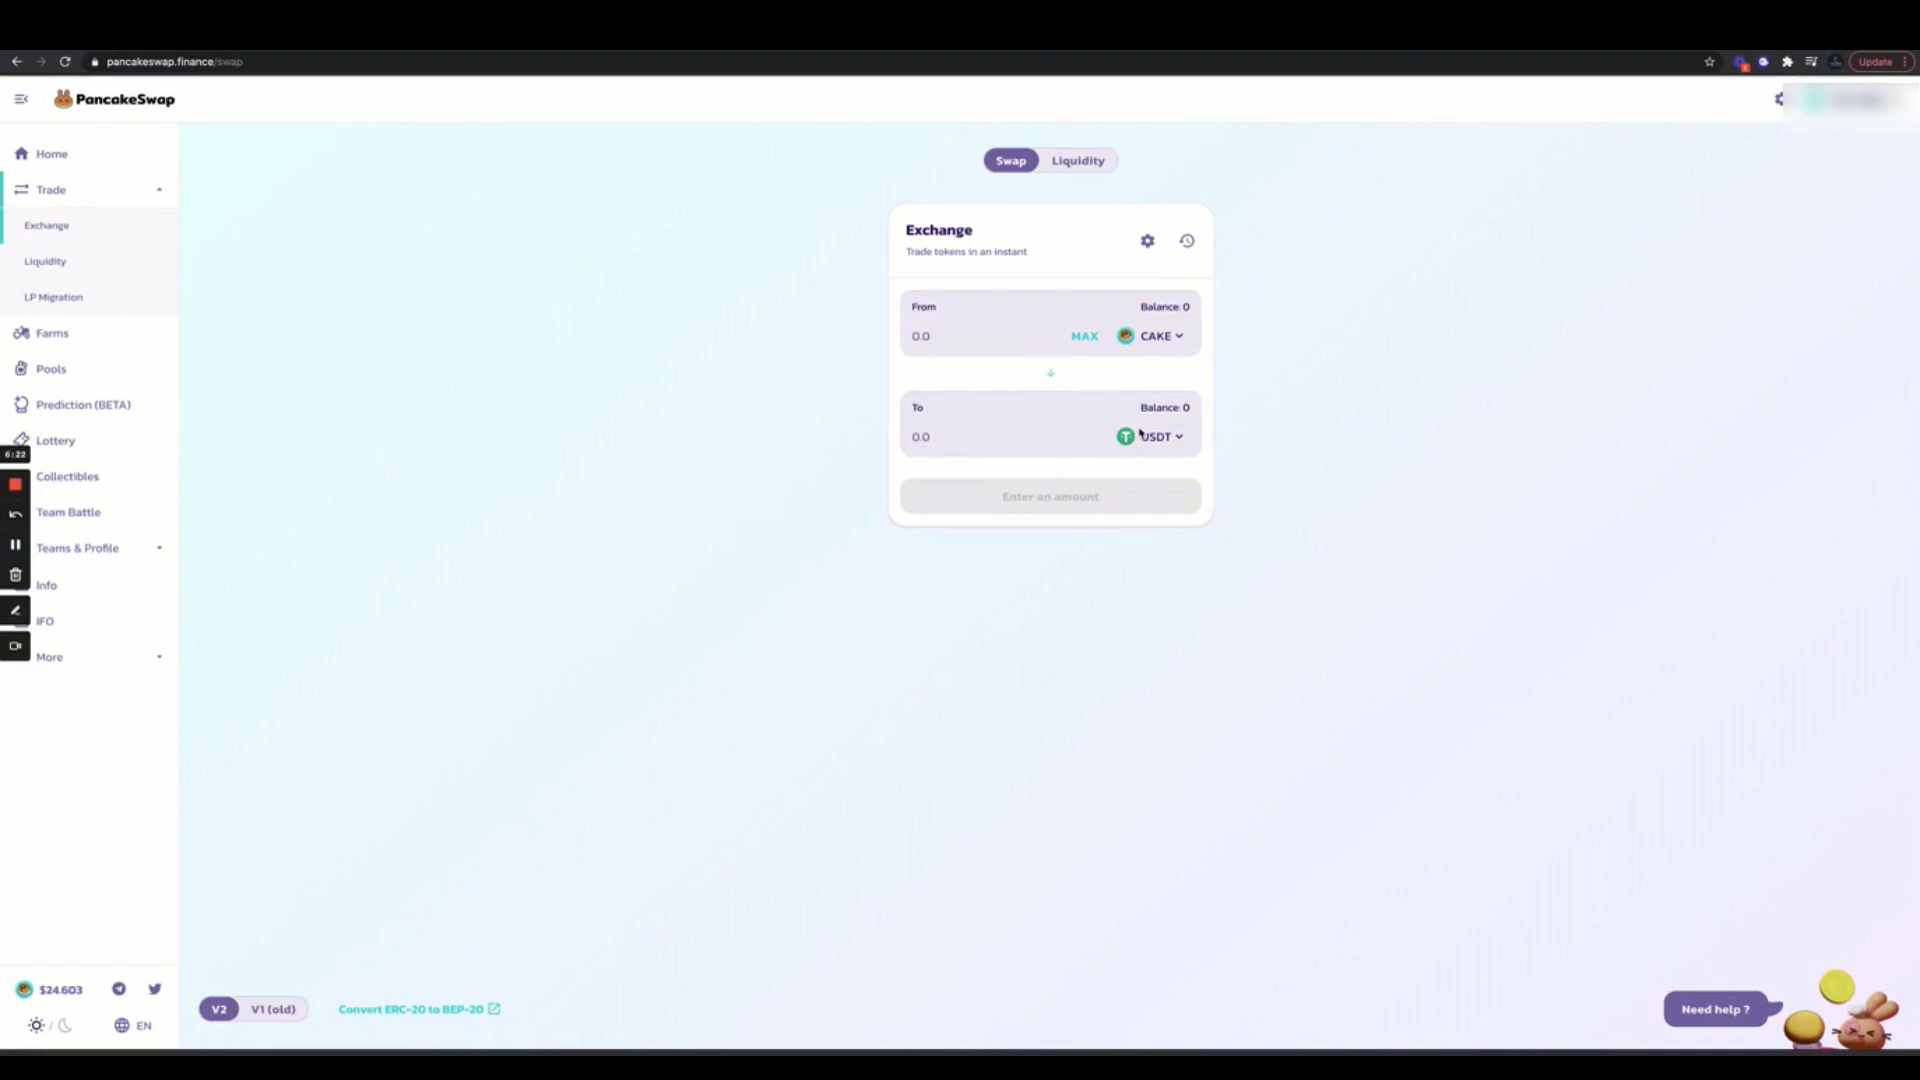 pancakeswap.finance/swap
Update
PancakeSwap
Home
Trade
Exchange
Liquidity
LP Migration
Farms
Pools
Prediction (BETA)
Lottery
6:22
Collectibles
Team Battle
Teams & Profile
Info
IFO
More
$24.603
EN
Swap
Liquidity
Exchange
Trade tokens in an instant
From
Balance: 0
0.0
MAX
CAKE
To
Balance: 0
0.0
USDT
Enter an amount
V2
V1 (old)
Convert ERC-20 to BEP-20
Need help ?